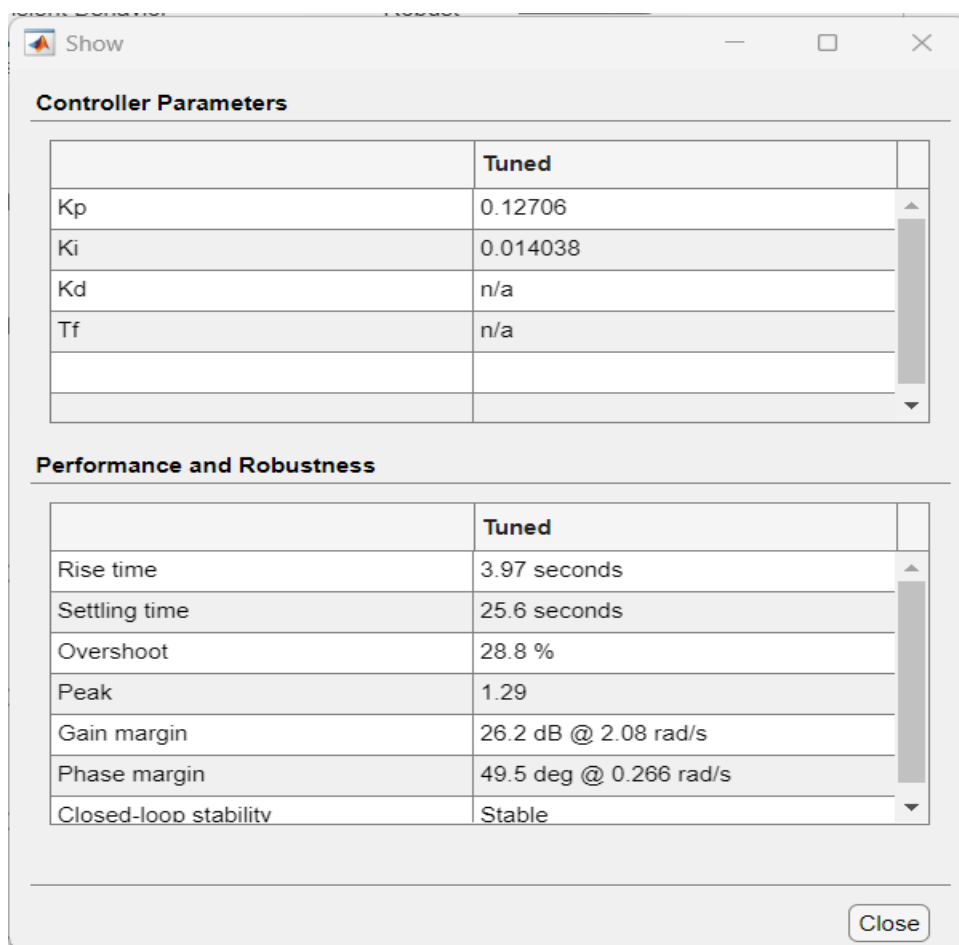 Show
Controller Parameters
Tuned
Kp 0.12706
Ki 0.014038
Kd n/a
Tf n/a
Performance and Robustness
Tuned
Rise time 3.97 seconds
Settling time 25.6 seconds
Overshoot 28.8 %
Peak 1.29
Gain margin 26.2 dB @ 2.08 rad/s
Phase margin 49.5 deg @ 0.266 rad/s
Closed-loop stability Stable
Close